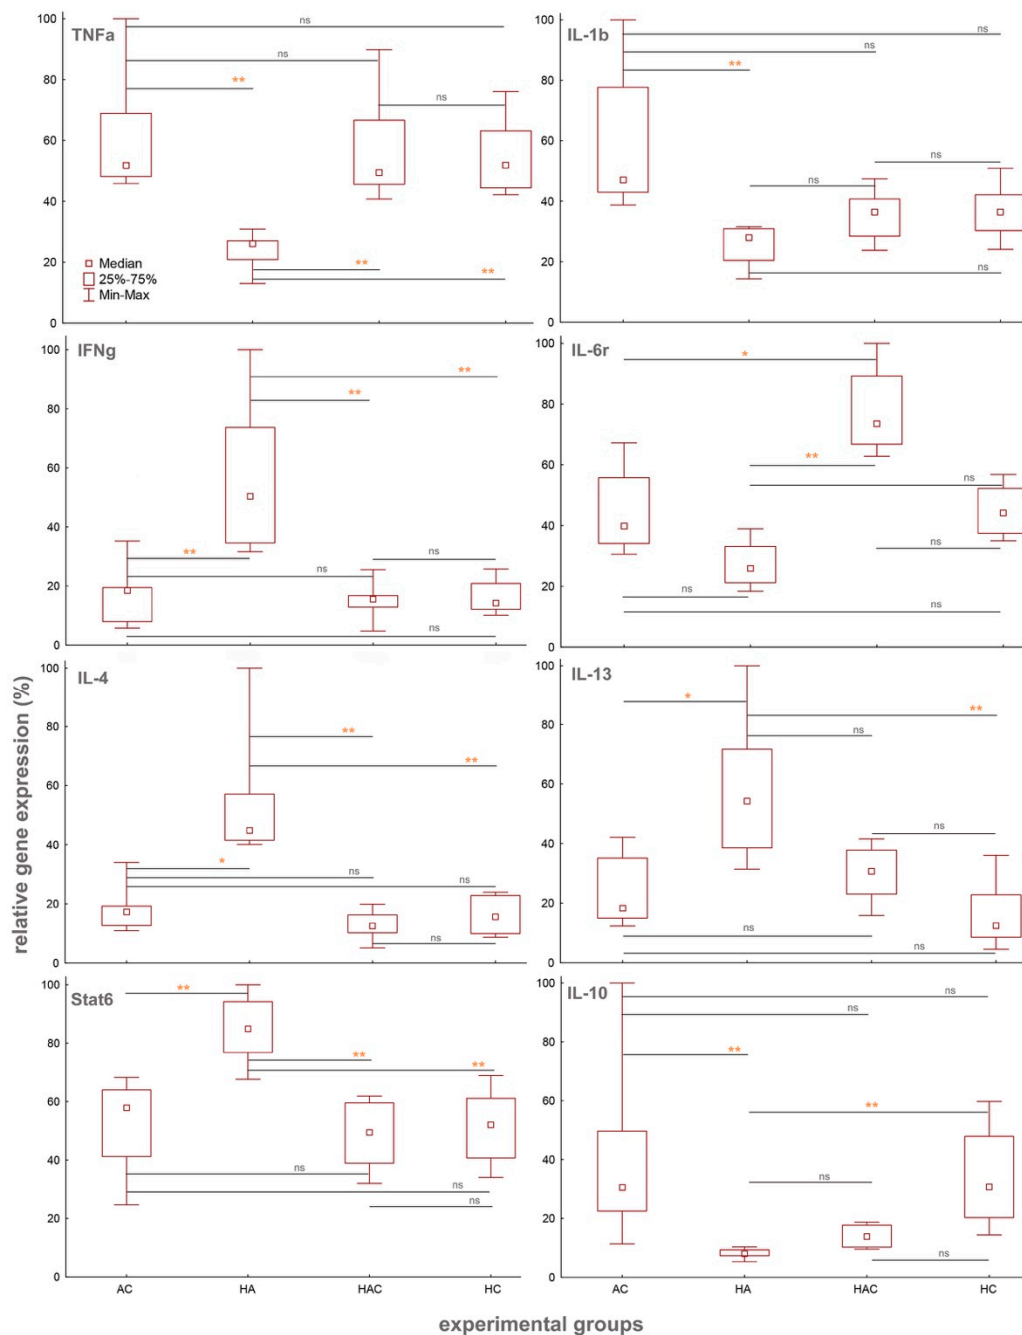 TNFa
100
80
60
40
20
0
ns
ns
**
ns
**
**
Median
25%-75%
Min-Max
IL-1b
100
80
60
40
20
0
ns
ns
**
ns
ns
ns
IFNg
100
80
60
40
20
0
**
**
**
ns
ns
ns
IL-6r
100
80
60
40
20
0
*
**
ns
ns
ns
ns
IL-4
100
80
60
40
20
0
**
**
*
ns
ns
ns
IL-13
100
80
60
40
20
0
*
**
ns
ns
ns
ns
Stat6
100
80
60
40
20
0
**
**
**
ns
ns
ns
AC HA HAC HC
IL-10
100
80
60
40
20
0
ns
ns
**
**
ns
ns
AC HA HAC HC
relative gene expression (%)
experimental groups